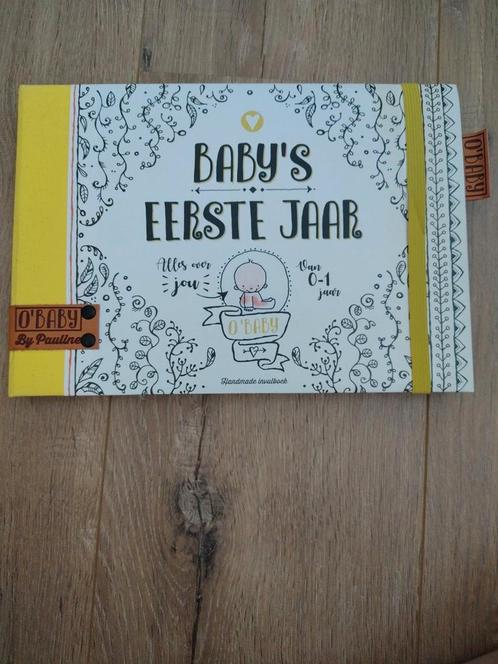 BABY'S
EERSTE JAAR
Alles over
jou
Van
0-1
jaar
O'BABY
Handmade invulboek
O'BABY
By Pauline
O'BABY